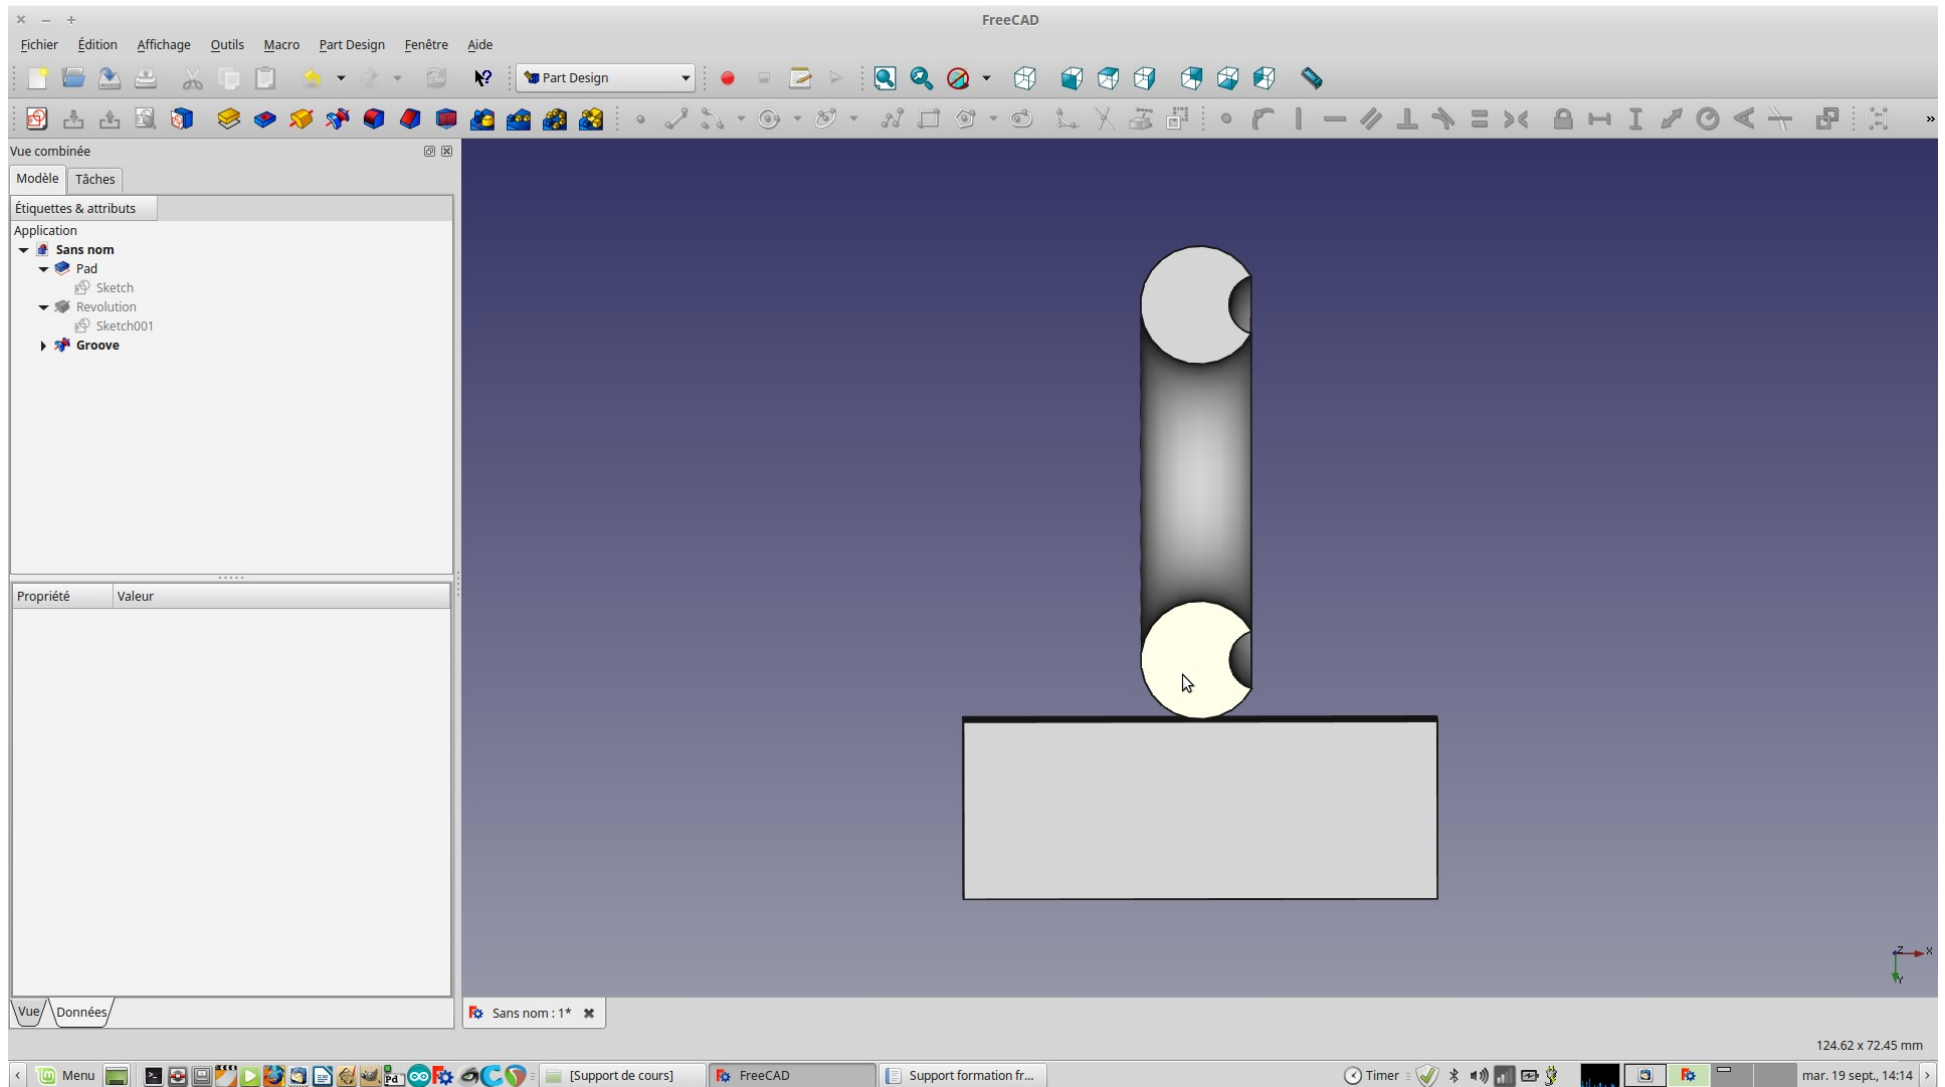 FreeCAD
Fichier Édition Affichage Outils Macro Part Design Fenêtre Aide
Part Design
Vue combinée
Modèle Tâches
Étiquettes & attributs
Application
Sans nom
Pad
Sketch
Revolution
Sketch001
Groove
Propriété Valeur
Z X
Y
Vue Données
Sans nom : 1*
124.62 x 72.45 mm
Menu Pd [Support de cours] FreeCAD Support formation fr... Timer mar. 19 sept., 14:14